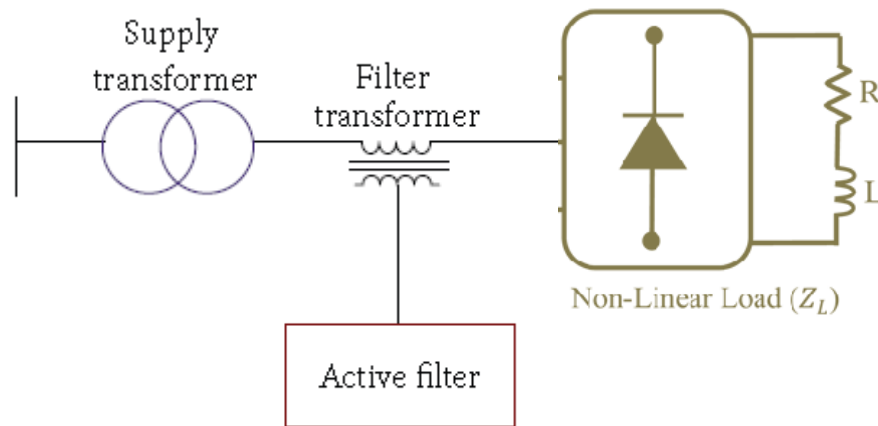 Supply
transformer
Filter
transformer
R
L
Non-Linear Load (Z_L)
Active filter